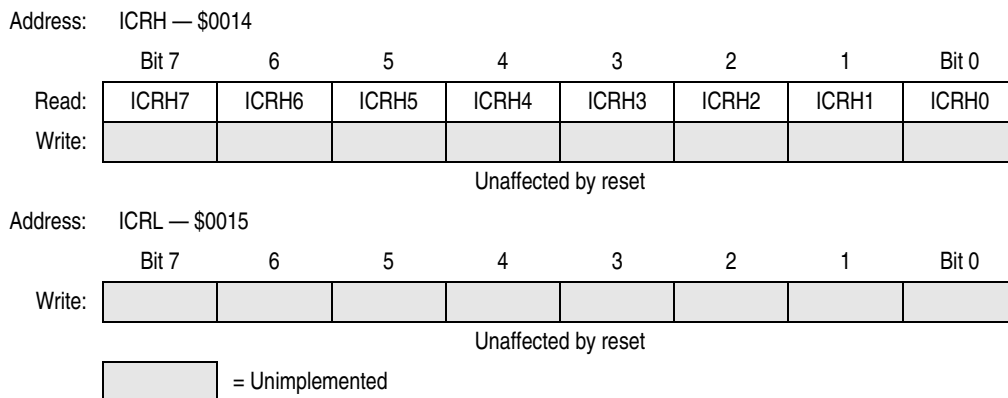 Address: ICRH — $0014
Bit 7 6 5 4 3 2 1 Bit 0
Read: ICRH7 ICRH6 ICRH5 ICRH4 ICRH3 ICRH2 ICRH1 ICRH0
Write:
Unaffected by reset
Address: ICRL — $0015
Bit 7 6 5 4 3 2 1 Bit 0
Write:
Unaffected by reset
= Unimplemented